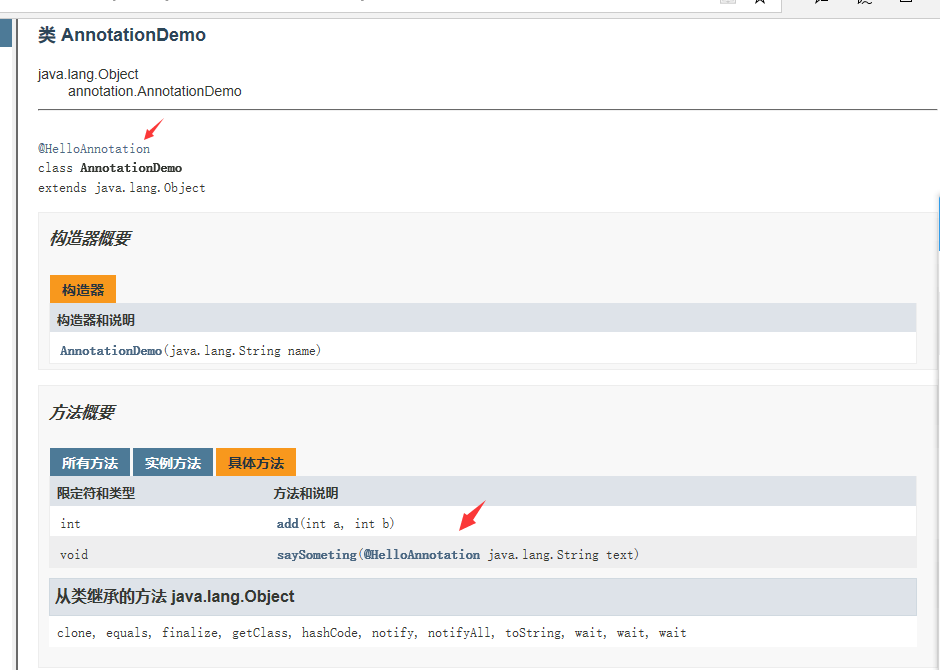 类 AnnotationDemo
java.lang.Object
annotation.AnnotationDemo
@HelloAnnotation
class AnnotationDemo
extends java.lang.Object
构造器概要
构造器
构造器和说明
AnnotationDemo(java.lang.String name)
方法概要
所有方法 实例方法 具体方法
限定符和类型 方法和说明
int add(int a, int b)
void saySometing(@HelloAnnotation java.lang.String text)
从类继承的方法 java.lang.Object
clone, equals, finalize, getClass, hashCode, notify, notifyAll, toString, wait, wait, wait